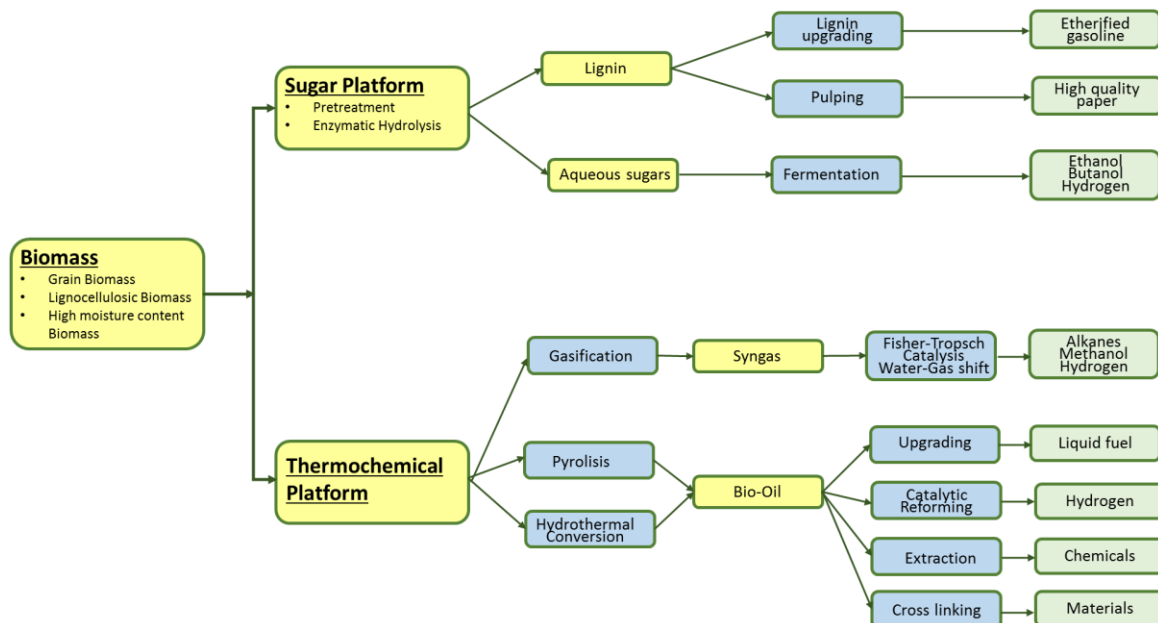 Lignin
upgrading
Etherified
gasoline
Sugar Platform
• Pretreatment
• Enzymatic Hydrolysis
Lignin
Pulping
High quality
paper
Aqueous sugars
Fermentation
Ethanol
Butanol
Hydrogen
Biomass
• Grain Biomass
• Lignocellulosic Biomass
• High moisture content
Biomass
Gasification
Syngas
Fisher-Tropsch
Catalysis
Water-Gas shift
Alkanes
Methanol
Hydrogen
Thermochemical
Platform
Pyrolisis
Hydrothermal
Conversion
Bio-Oil
Upgrading
Liquid fuel
Catalytic
Reforming
Hydrogen
Extraction
Chemicals
Cross linking
Materials